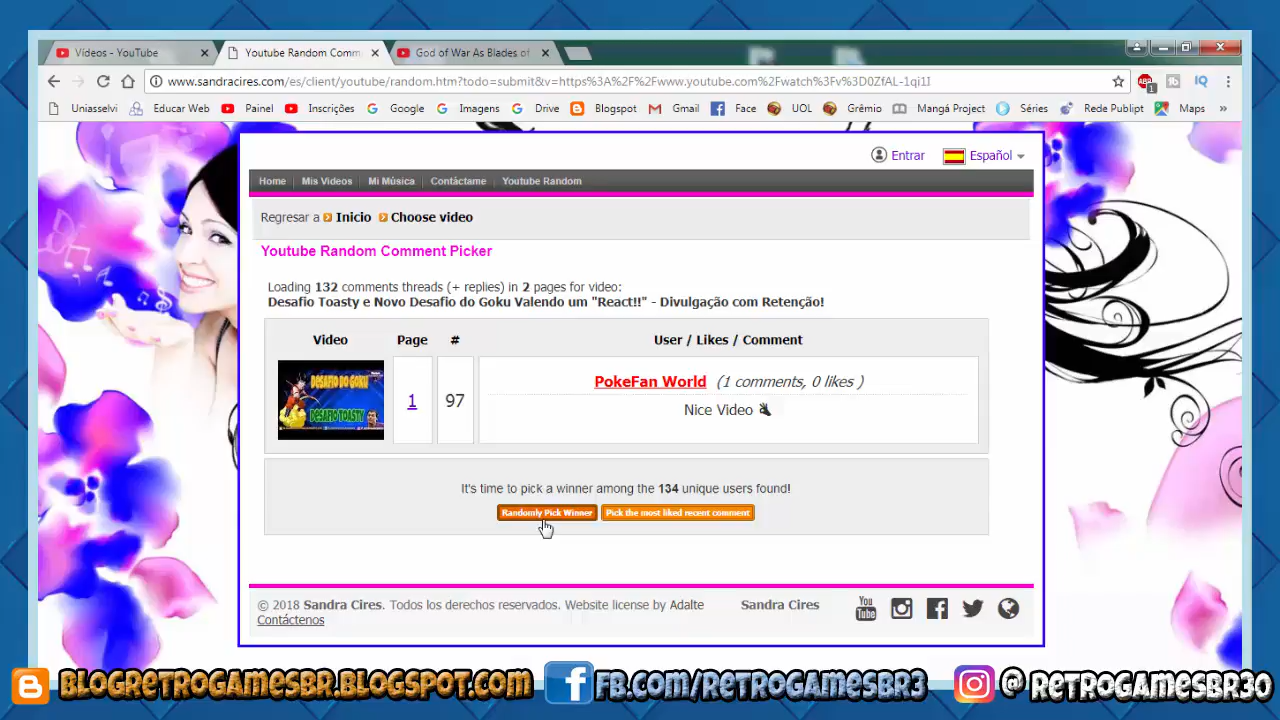 Vídeos - YouTube
Youtube Random Comm
God of War As Blades of
www.sandracires.com/es/client/youtube/random.htm?todo=submit&v=https%3A%2F%2Fwww.youtube.com%2Fwatch%3Fv%3D0ZfAL-1qi1I
Uniasselvi Educar Web Painel Inscrições Google Imagens Drive Blogspot Gmail Face UOL Grêmio Mangá Project Séries Rede Publipt Maps »
Entrar Español
Home Mis Videos Mi Música Contáctame Youtube Random
Regresar a Inicio Choose video
Youtube Random Comment Picker
Loading 132 comments threads (+ replies) in 2 pages for video:
Desafio Toasty e Novo Desafio do Goku Valendo um "React!!" - Divulgação com Retenção!
Video Page # User / Likes / Comment
DESAFIO DO GOKU
DESAFIO TOASTY
1 97
PokeFan World (1 comments, 0 likes )
Nice Video
It's time to pick a winner among the 134 unique users found!
Randomly Pick Winner Pick the most liked recent comment
© 2018 Sandra Cires. Todos los derechos reservados. Website license by Adalte
Contáctenos
Sandra Cires
You Tube
BLOGRETROGAMESBR.BLOGSPOT.COM FB.COM/RETROGAMESBR3 @RETROGAMESBR30